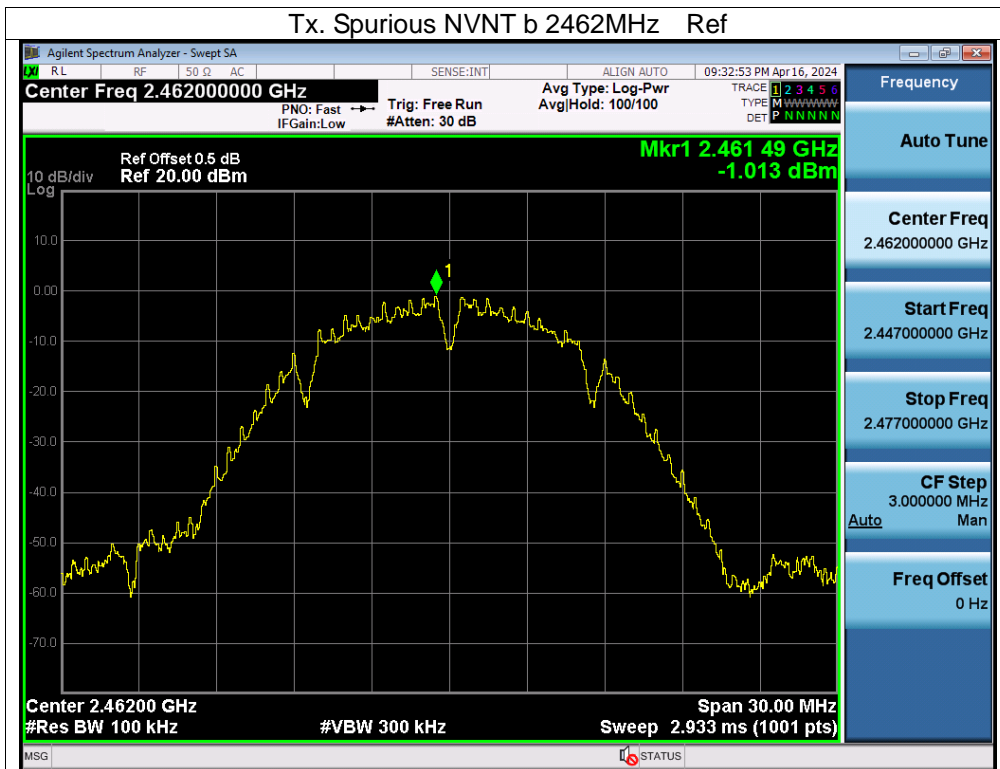 Tx. Spurious NVNT b 2462MHz Ref
Agilent Spectrum Analyzer - Swept SA
LXI RL RF 50 Ω AC SENSE:INT ALIGN AUTO 09:32:53 PM Apr 16, 2024
Center Freq 2.462000000 GHz
PNO: Fast
IFGain:Low
Trig: Free Run
#Atten: 30 dB
Avg Type: Log-Pwr
Avg|Hold: 100/100
TRACE 1 2 3 4 5 6
TYPE M WWWWW
DET P N N N N N
Mkr1 2.461 49 GHz
-1.013 dBm
Ref Offset 0.5 dB
10 dB/div Ref 20.00 dBm
Log
10.0
0.00
-10.0
-20.0
-30.0
-40.0
-50.0
-60.0
-70.0
1
Center 2.46200 GHz Span 30.00 MHz
#Res BW 100 kHz #VBW 300 kHz Sweep 2.933 ms (1001 pts)
MSG STATUS
Frequency
Auto Tune
Center Freq
2.462000000 GHz
Start Freq
2.447000000 GHz
Stop Freq
2.477000000 GHz
CF Step
3.000000 MHz
Auto Man
Freq Offset
0 Hz